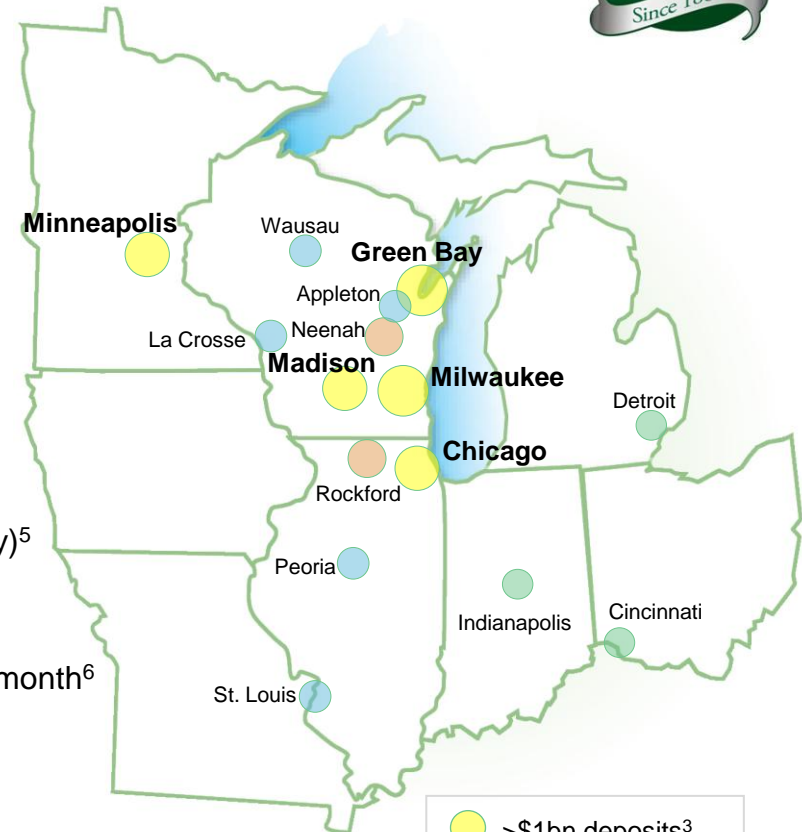 Since
Minneapolis
Wausau
Green Bay
Appleton
La Crosse
Neenah
Madison
Milwaukee
Detroit
Chicago
Rockford
y)5
Peoria
Indianapolis
Cincinnati
month6
St. Louis
>$1bn deposits3